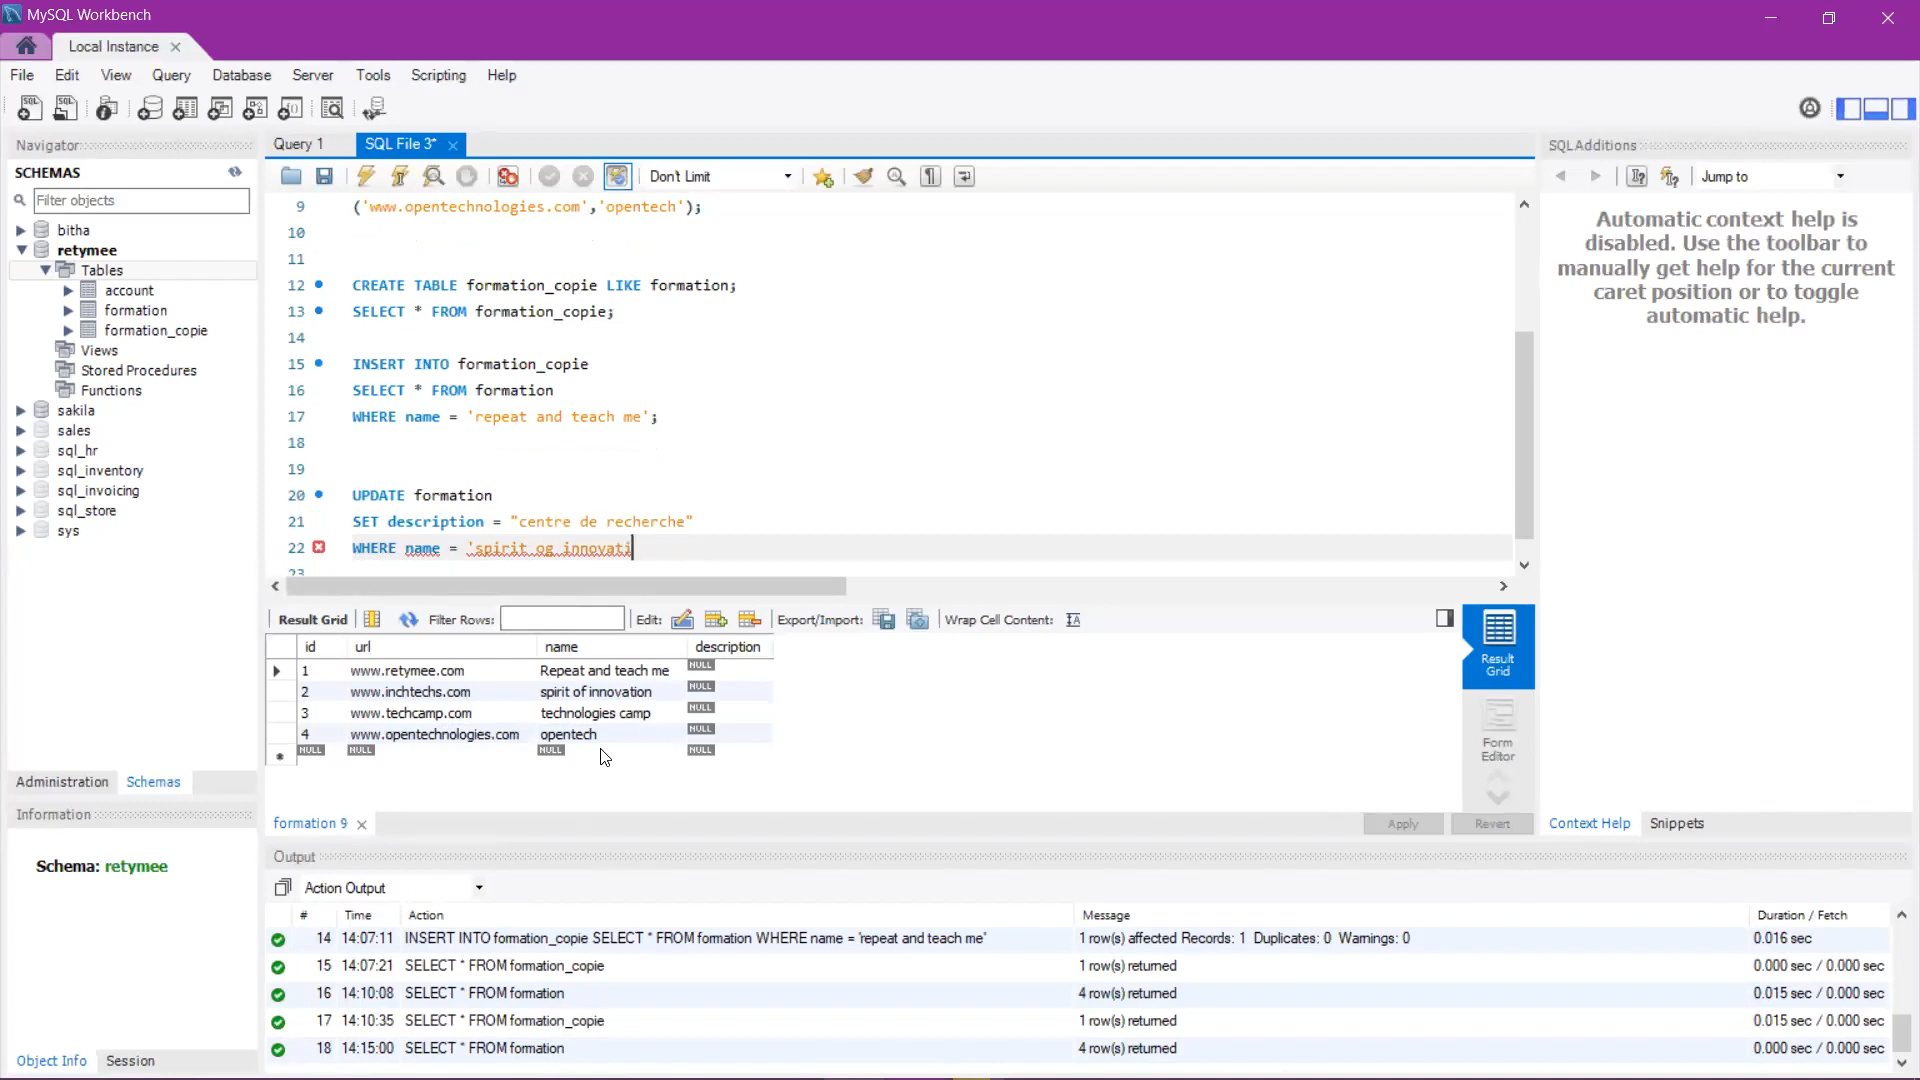 MySQL Workbench
Local Instance
File Edit View Query Database Server Tools Scripting Help
Navigator
SCHEMAS
Filter objects
bitha
retymee
Tables
account
formation
formation_copie
Views
Stored Procedures
Functions
sakila
sales
sql_hr
sql_inventory
sql_invoicing
sql_store
sys
Administration Schemas
Information
Schema: retymee
Object Info Session
Query 1 SQL File 3*
Don't Limit
9 ('www.opentechnologies.com','opentech');
10
11
12 CREATE TABLE formation_copie LIKE formation;
13 SELECT * FROM formation_copie;
14
15 INSERT INTO formation_copie
16 SELECT * FROM formation
17 WHERE name = 'repeat and teach me';
18
19
20 UPDATE formation
21 SET description = "centre de recherche"
22 WHERE name = 'spirit og innovati
23
Result Grid Filter Rows: Edit: Export/Import: Wrap Cell Content:
id url name description
1 www.retymee.com Repeat and teach me NULL
2 www.inchtechs.com spirit of innovation NULL
3 www.techcamp.com technologies camp NULL
4 www.opentechnologies.com opentech NULL
NULL NULL NULL NULL
Result Grid
Form Editor
formation 9 Apply Revert
Output
Action Output
# Time Action Message Duration / Fetch
14 14:07:11 INSERT INTO formation_copie SELECT * FROM formation WHERE name = 'repeat and teach me' 1 row(s) affected Records: 1 Duplicates: 0 Warnings: 0 0.016 sec
15 14:07:21 SELECT * FROM formation_copie 1 row(s) returned 0.000 sec / 0.000 sec
16 14:10:08 SELECT * FROM formation 4 row(s) returned 0.015 sec / 0.000 sec
17 14:10:35 SELECT * FROM formation_copie 1 row(s) returned 0.015 sec / 0.000 sec
18 14:15:00 SELECT * FROM formation 4 row(s) returned 0.000 sec / 0.000 sec
SQLAdditions
Jump to
Automatic context help is
disabled. Use the toolbar to
manually get help for the current
caret position or to toggle
automatic help.
Context Help Snippets